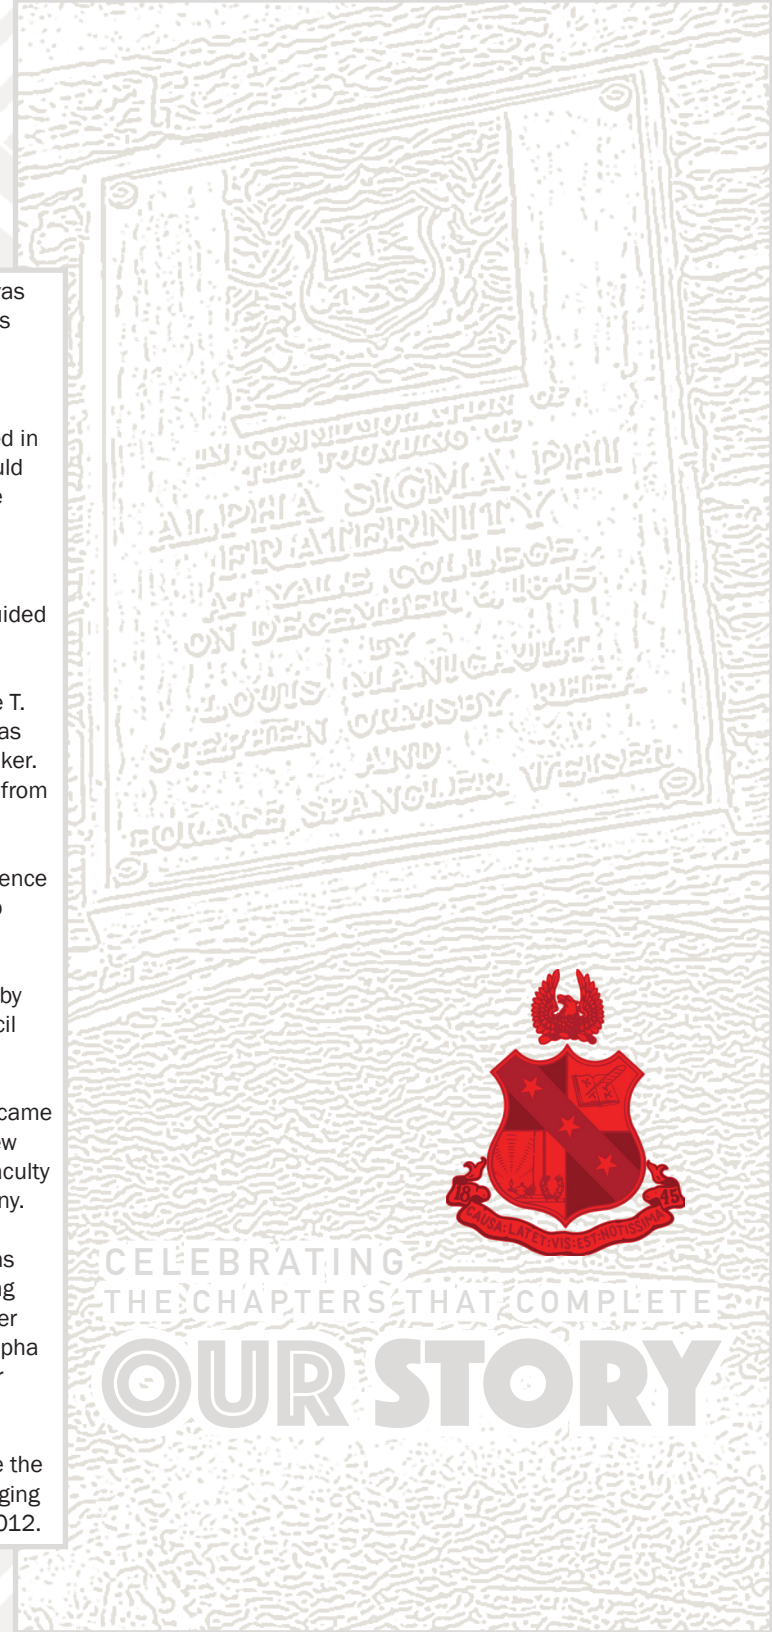 as
s
ed in
uld
e
uided
e T.
as
ker.
from
ence
o
by
cil
came
ew
aculty
ny.
ns
ng
er
pha
r
e the
ging
012.
IN COMMEMORATION OF
THE FOUNDING OF
ALPHA SIGMA PHI
FRATERNITY
AT YALE COLLEGE
ON DECEMBER 6, 1845
BY
LOUIS MANIGAULT
STEPHEN ORMSBY RHEA
AND
HORACE SPANGLER WEISER
18 45
CAUSA:LATET:VIS:EST:NOTISSIMA
CELEBRATING
THE CHAPTERS THAT COMPLETE
OUR STORY